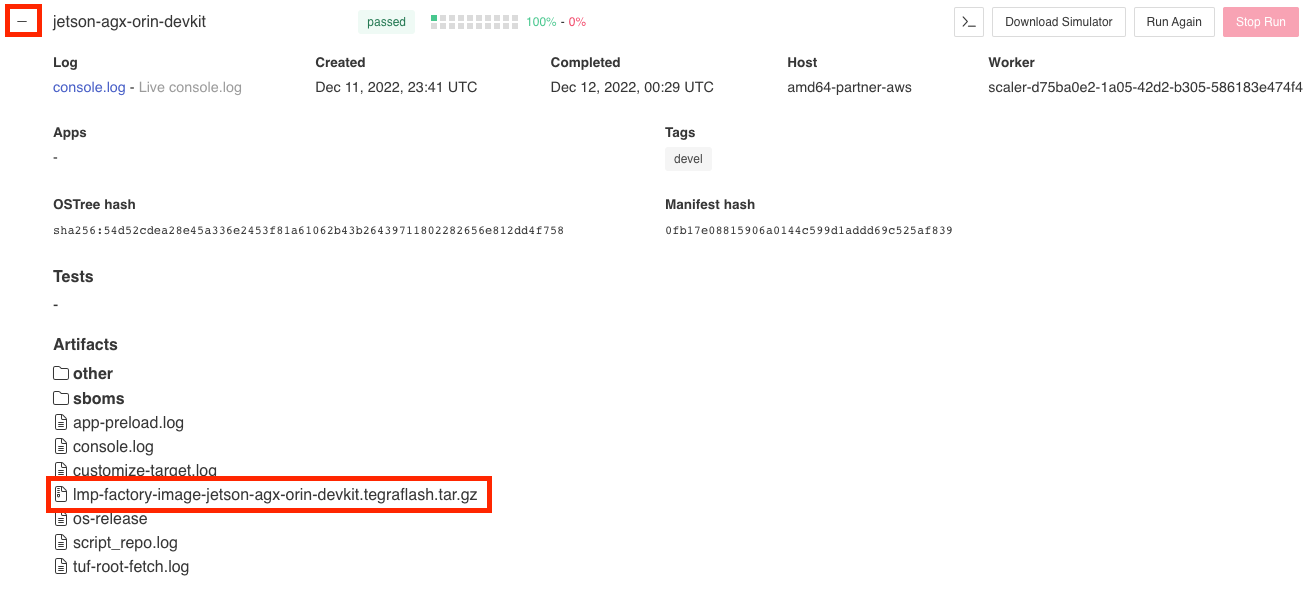 jetson-agx-orin-devkit passed 100% - 0% >_ Download Simulator Run Again Stop Run
Log Created Completed Host Worker
console.log - Live console.log Dec 11, 2022, 23:41 UTC Dec 12, 2022, 00:29 UTC amd64-partner-aws scaler-d75ba0e2-1a05-42d2-b305-586183e474f4
Apps Tags
- devel
OSTree hash Manifest hash
sha256:54d52cdea28e45a336e2453f81a61062b43b26439711802282656e812dd4f758 0fb17e08815906a0144c599d1addd69c525af839
Tests
-
Artifacts
other
sboms
app-preload.log
console.log
customize-target.log
lmp-factory-image-jetson-agx-orin-devkit.tegraflash.tar.gz
os-release
script_repo.log
tuf-root-fetch.log